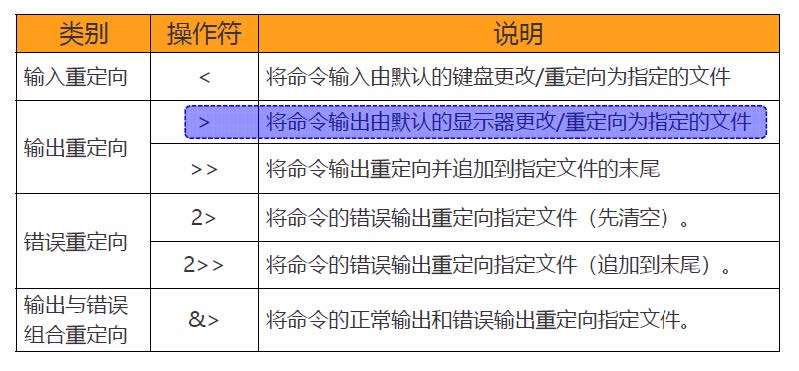 类别 操作符 说明
输入重定向 < 将命令输入由默认的键盘更改/重定向为指定的文件
输出重定向 > 将命令输出由默认的显示器更改/重定向为指定的文件
>> 将命令输出重定向并追加到指定文件的末尾
错误重定向 2> 将命令的错误输出重定向指定文件（先清空）。
2>> 将命令的错误输出重定向指定文件（追加到末尾）。
输出与错误
组合重定向 &> 将命令的正常输出和错误输出重定向指定文件。